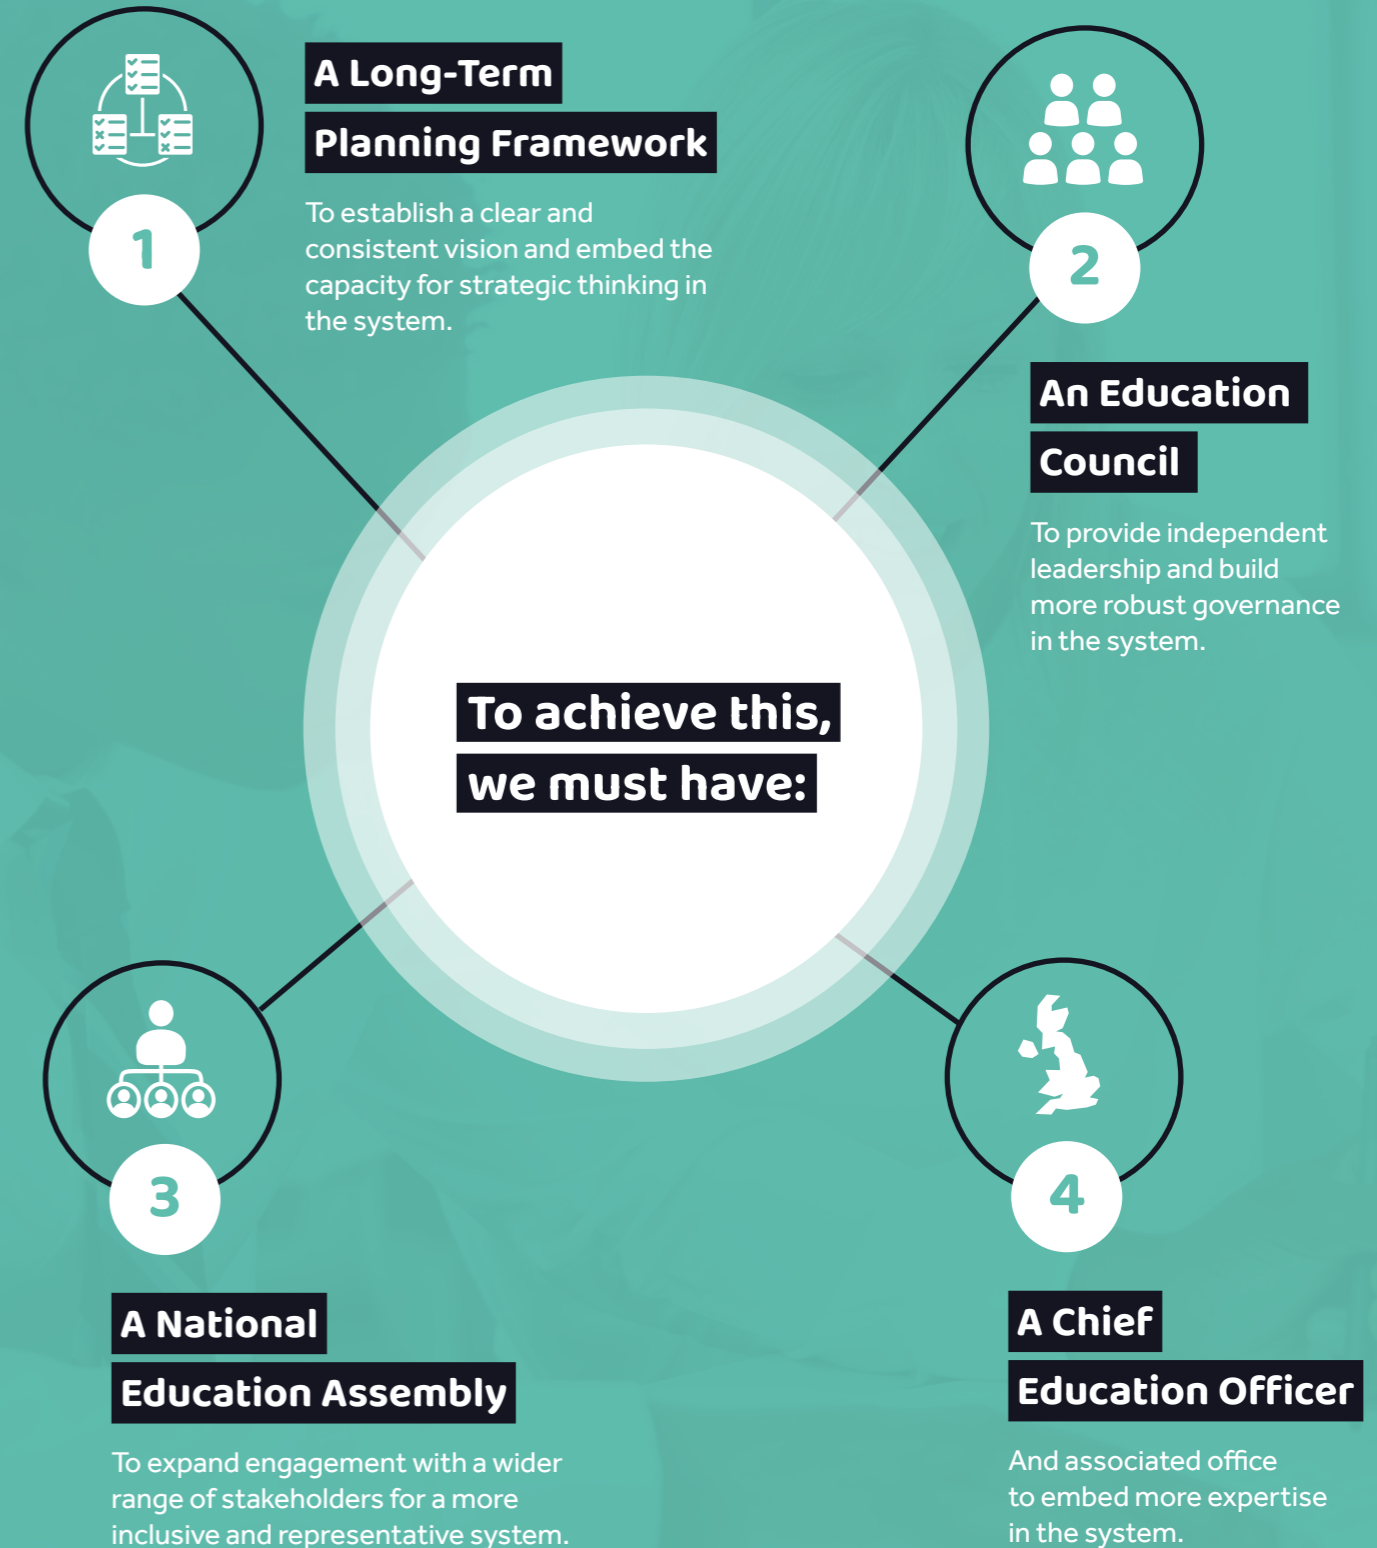 1
A Long-Term
Planning Framework
To establish a clear and
consistent vision and embed the
capacity for strategic thinking in
the system.
2
An Education
Council
To provide independent
leadership and build
more robust governance
in the system.
To achieve this,
we must have:
3
A National
Education Assembly
To expand engagement with a wider
range of stakeholders for a more
inclusive and representative system.
4
A Chief
Education Officer
And associated office
to embed more expertise
in the system.